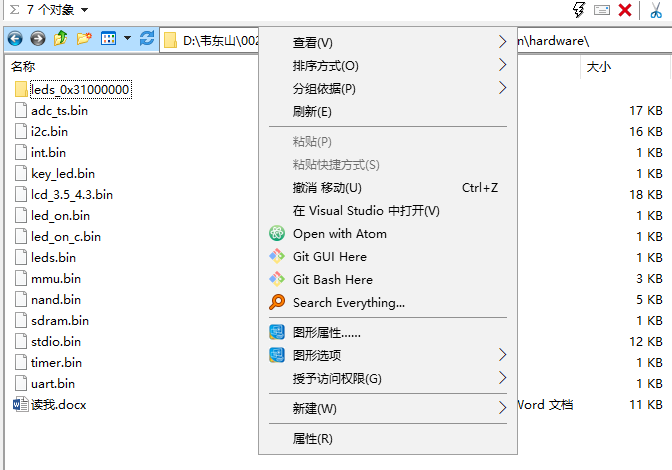 Σ 7 个对象
D:\韦东山\002
n\hardware\
名称
大小
leds_0x31000000
adc_ts.bin
17 KB
i2c.bin
16 KB
int.bin
1 KB
key_led.bin
1 KB
lcd_3.5_4.3.bin
18 KB
led_on.bin
1 KB
led_on_c.bin
1 KB
leds.bin
1 KB
mmu.bin
3 KB
nand.bin
5 KB
sdram.bin
1 KB
stdio.bin
12 KB
timer.bin
1 KB
uart.bin
1 KB
读我.docx
Word 文档
11 KB
查看(V)
排序方式(O)
分组依据(P)
刷新(E)
粘贴(P)
粘贴快捷方式(S)
撤消 移动(U) Ctrl+Z
在 Visual Studio 中打开(V)
Open with Atom
Git GUI Here
Git Bash Here
Search Everything...
图形属性......
图形选项
授予访问权限(G)
新建(W)
属性(R)